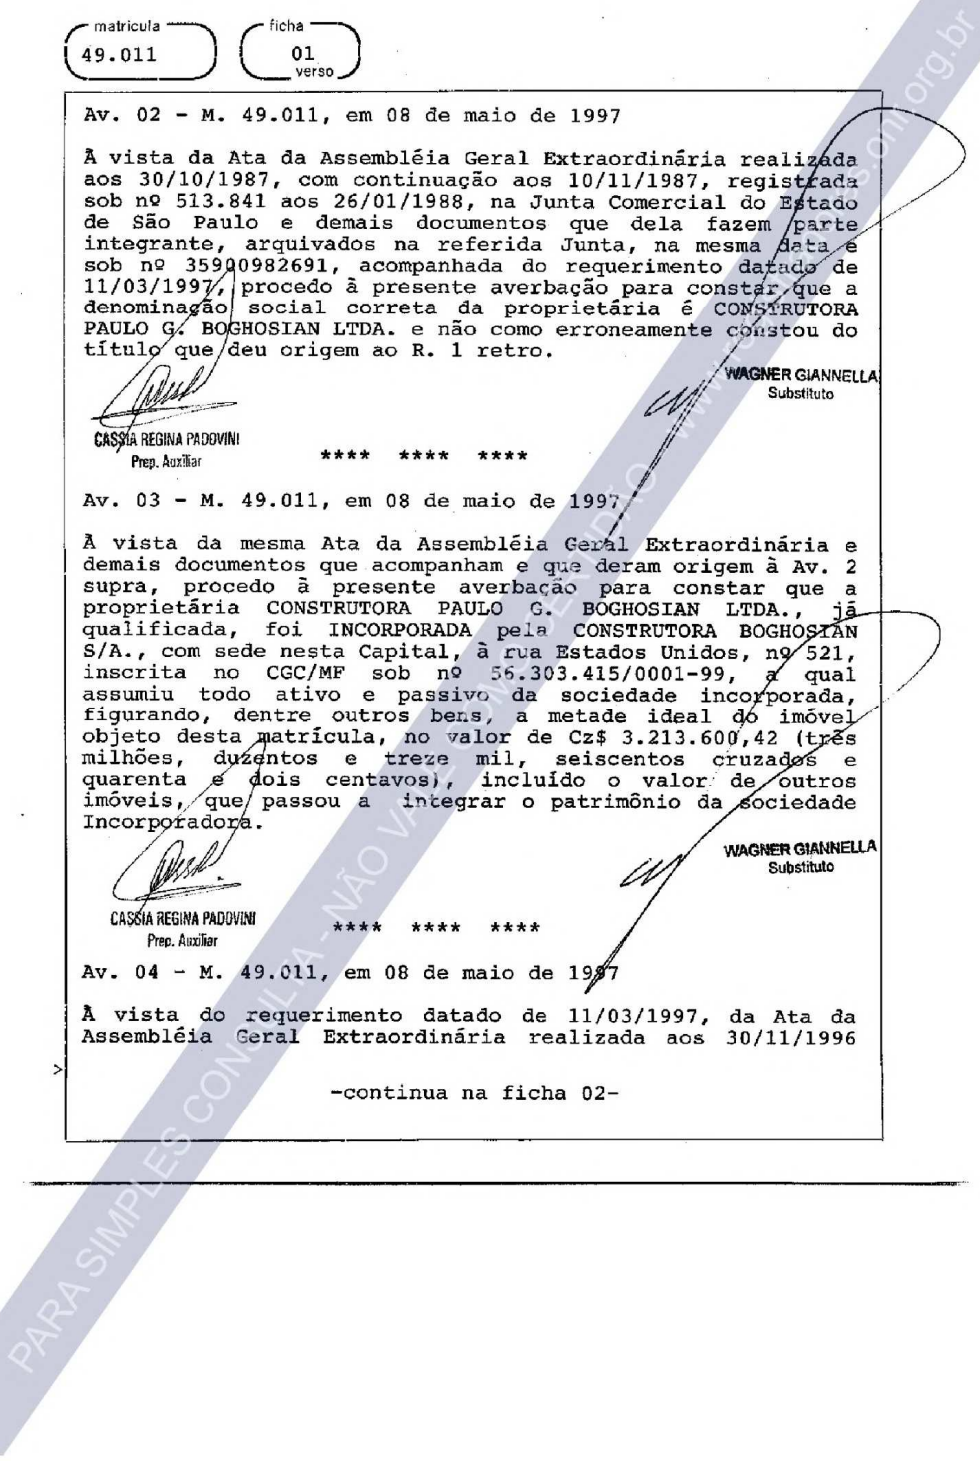 matrícula
49.011
ficha
01
verso
Av. 02 - M. 49.011, em 08 de maio de 1997
À vista da Ata da Assembléia Geral Extraordinária realizada
aos 30/10/1987, com continuação aos 10/11/1987, registrada
sob nº 513.841 aos 26/01/1988, na Junta Comercial do Estado
de São Paulo e demais documentos que dela fazem parte
integrante, arquivados na referida Junta, na mesma data e
sob nº 35900982691, acompanhada do requerimento datado de
11/03/1997, procedo à presente averbação para constar que a
denominação social correta da proprietária é CONSTRUTORA
PAULO G. BOGHOSIAN LTDA. e não como erroneamente constou do
título que deu origem ao R. 1 retro.
WAGNER GIANNELLA
Substituto
CASSIA REGINA PADOVINI
Prep. Auxiliar
**** **** ****
Av. 03 - M. 49.011, em 08 de maio de 1997
À vista da mesma Ata da Assembléia Geral Extraordinária e
demais documentos que acompanham e que deram origem à Av. 2
supra, procedo à presente averbação para constar que a
proprietária CONSTRUTORA PAULO G. BOGHOSIAN LTDA., já
qualificada, foi INCORPORADA pela CONSTRUTORA BOGHOSIAN
S/A., com sede nesta Capital, à rua Estados Unidos, nº 521,
inscrita no CGC/MF sob nº 56.303.415/0001-99, a qual
assumiu todo ativo e passivo da sociedade incorporada,
figurando, dentre outros bens, a metade ideal do imóvel
objeto desta matrícula, no valor de Cz$ 3.213.600,42 (três
milhões, duzentos e treze mil, seiscentos cruzados e
quarenta e dois centavos), incluído o valor de outros
imóveis, que passou a integrar o patrimônio da sociedade
Incorporadora.
WAGNER GIANNELLA
Substituto
CASSIA REGINA PADOVINI
Prep. Auxiliar
**** **** ****
Av. 04 - M. 49.011, em 08 de maio de 1997
À vista do requerimento datado de 11/03/1997, da Ata da
Assembléia Geral Extraordinária realizada aos 30/11/1996
>
-continua na ficha 02-
PARA SIMPLES CONSULTA - NÃO VALE COMO CERTIDÃO